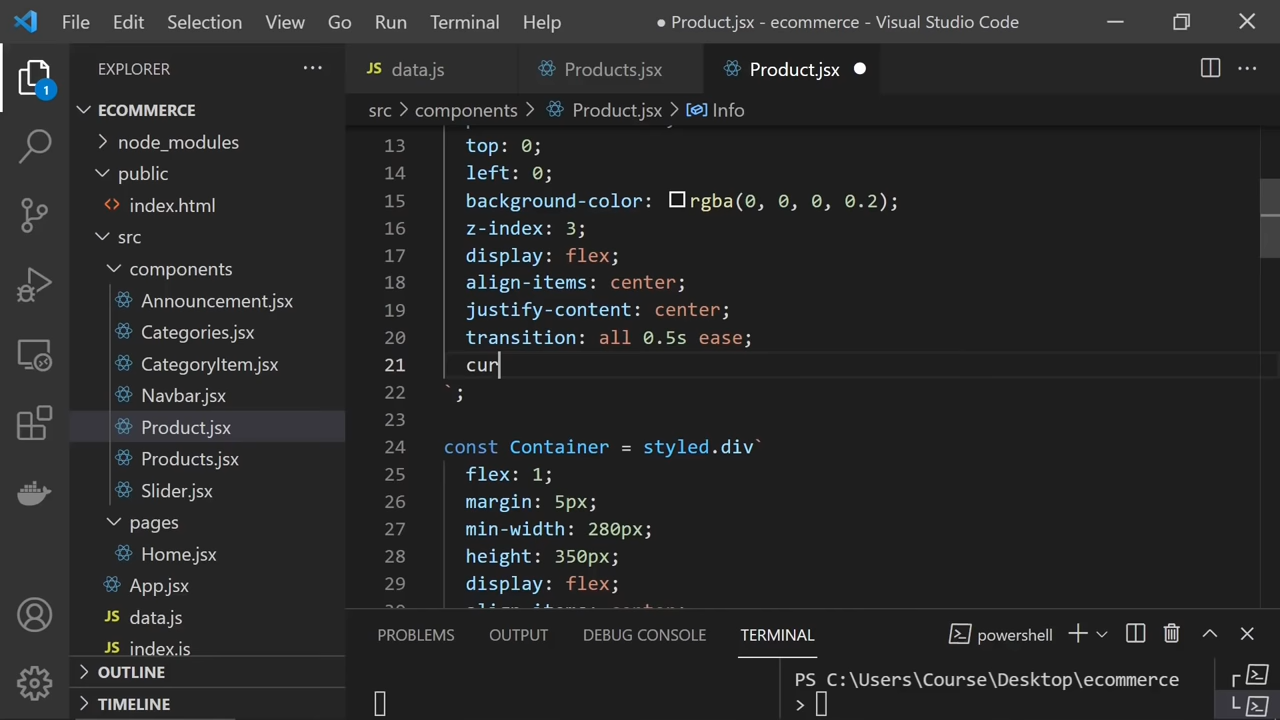 File Edit Selection View Go Run Terminal Help ● Product.jsx - ecommerce - Visual Studio Code
EXPLORER ...
1
ECOMMERCE
node_modules
public
<> index.html
src
components
Announcement.jsx
Categories.jsx
CategoryItem.jsx
Navbar.jsx
Product.jsx
Products.jsx
Slider.jsx
pages
Home.jsx
App.jsx
JS data.js
JS index.js
OUTLINE
TIMELINE
JS data.js Products.jsx Product.jsx ●
src > components > Product.jsx > Info
13 top: 0;
14 left: 0;
15 background-color: rgba(0, 0, 0, 0.2);
16 z-index: 3;
17 display: flex;
18 align-items: center;
19 justify-content: center;
20 transition: all 0.5s ease;
21 cur
22 `;
23
24 const Container = styled.div`
25 flex: 1;
26 margin: 5px;
27 min-width: 280px;
28 height: 350px;
29 display: flex;
PROBLEMS OUTPUT DEBUG CONSOLE TERMINAL powershell
PS C:\Users\Course\Desktop\ecommerce
>